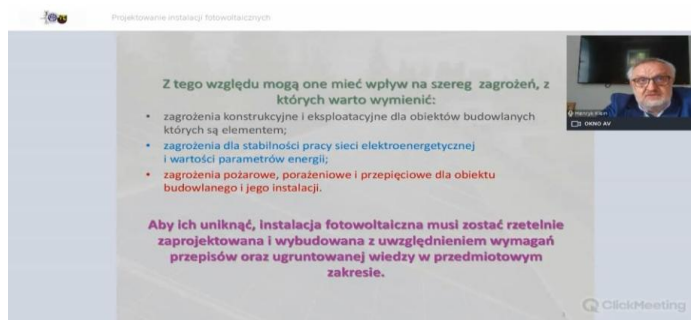 Projektowanie instalacji fotowoltaicznych
Z tego względu mogą one mieć wpływ na szereg zagrożeń, z
których warto wymienić:
• zagrożenia konstrukcyjne i eksploatacyjne dla obiektów budowlanych
których są elementem;
• zagrożenia dla stabilności pracy sieci elektroenergetycznej
i wartości parametrów energii;
• zagrożenia pożarowe, porażeniowe i przepięciowe dla obiektu
budowlanego i jego instalacji.
Aby ich uniknąć, instalacja fotowoltaiczna musi zostać rzetelnie
zaprojektowana i wybudowana z uwzględnieniem wymagań
przepisów oraz ugruntowanej wiedzy w przedmiotowym
zakresie.
OKNO AV
ClickMeeting